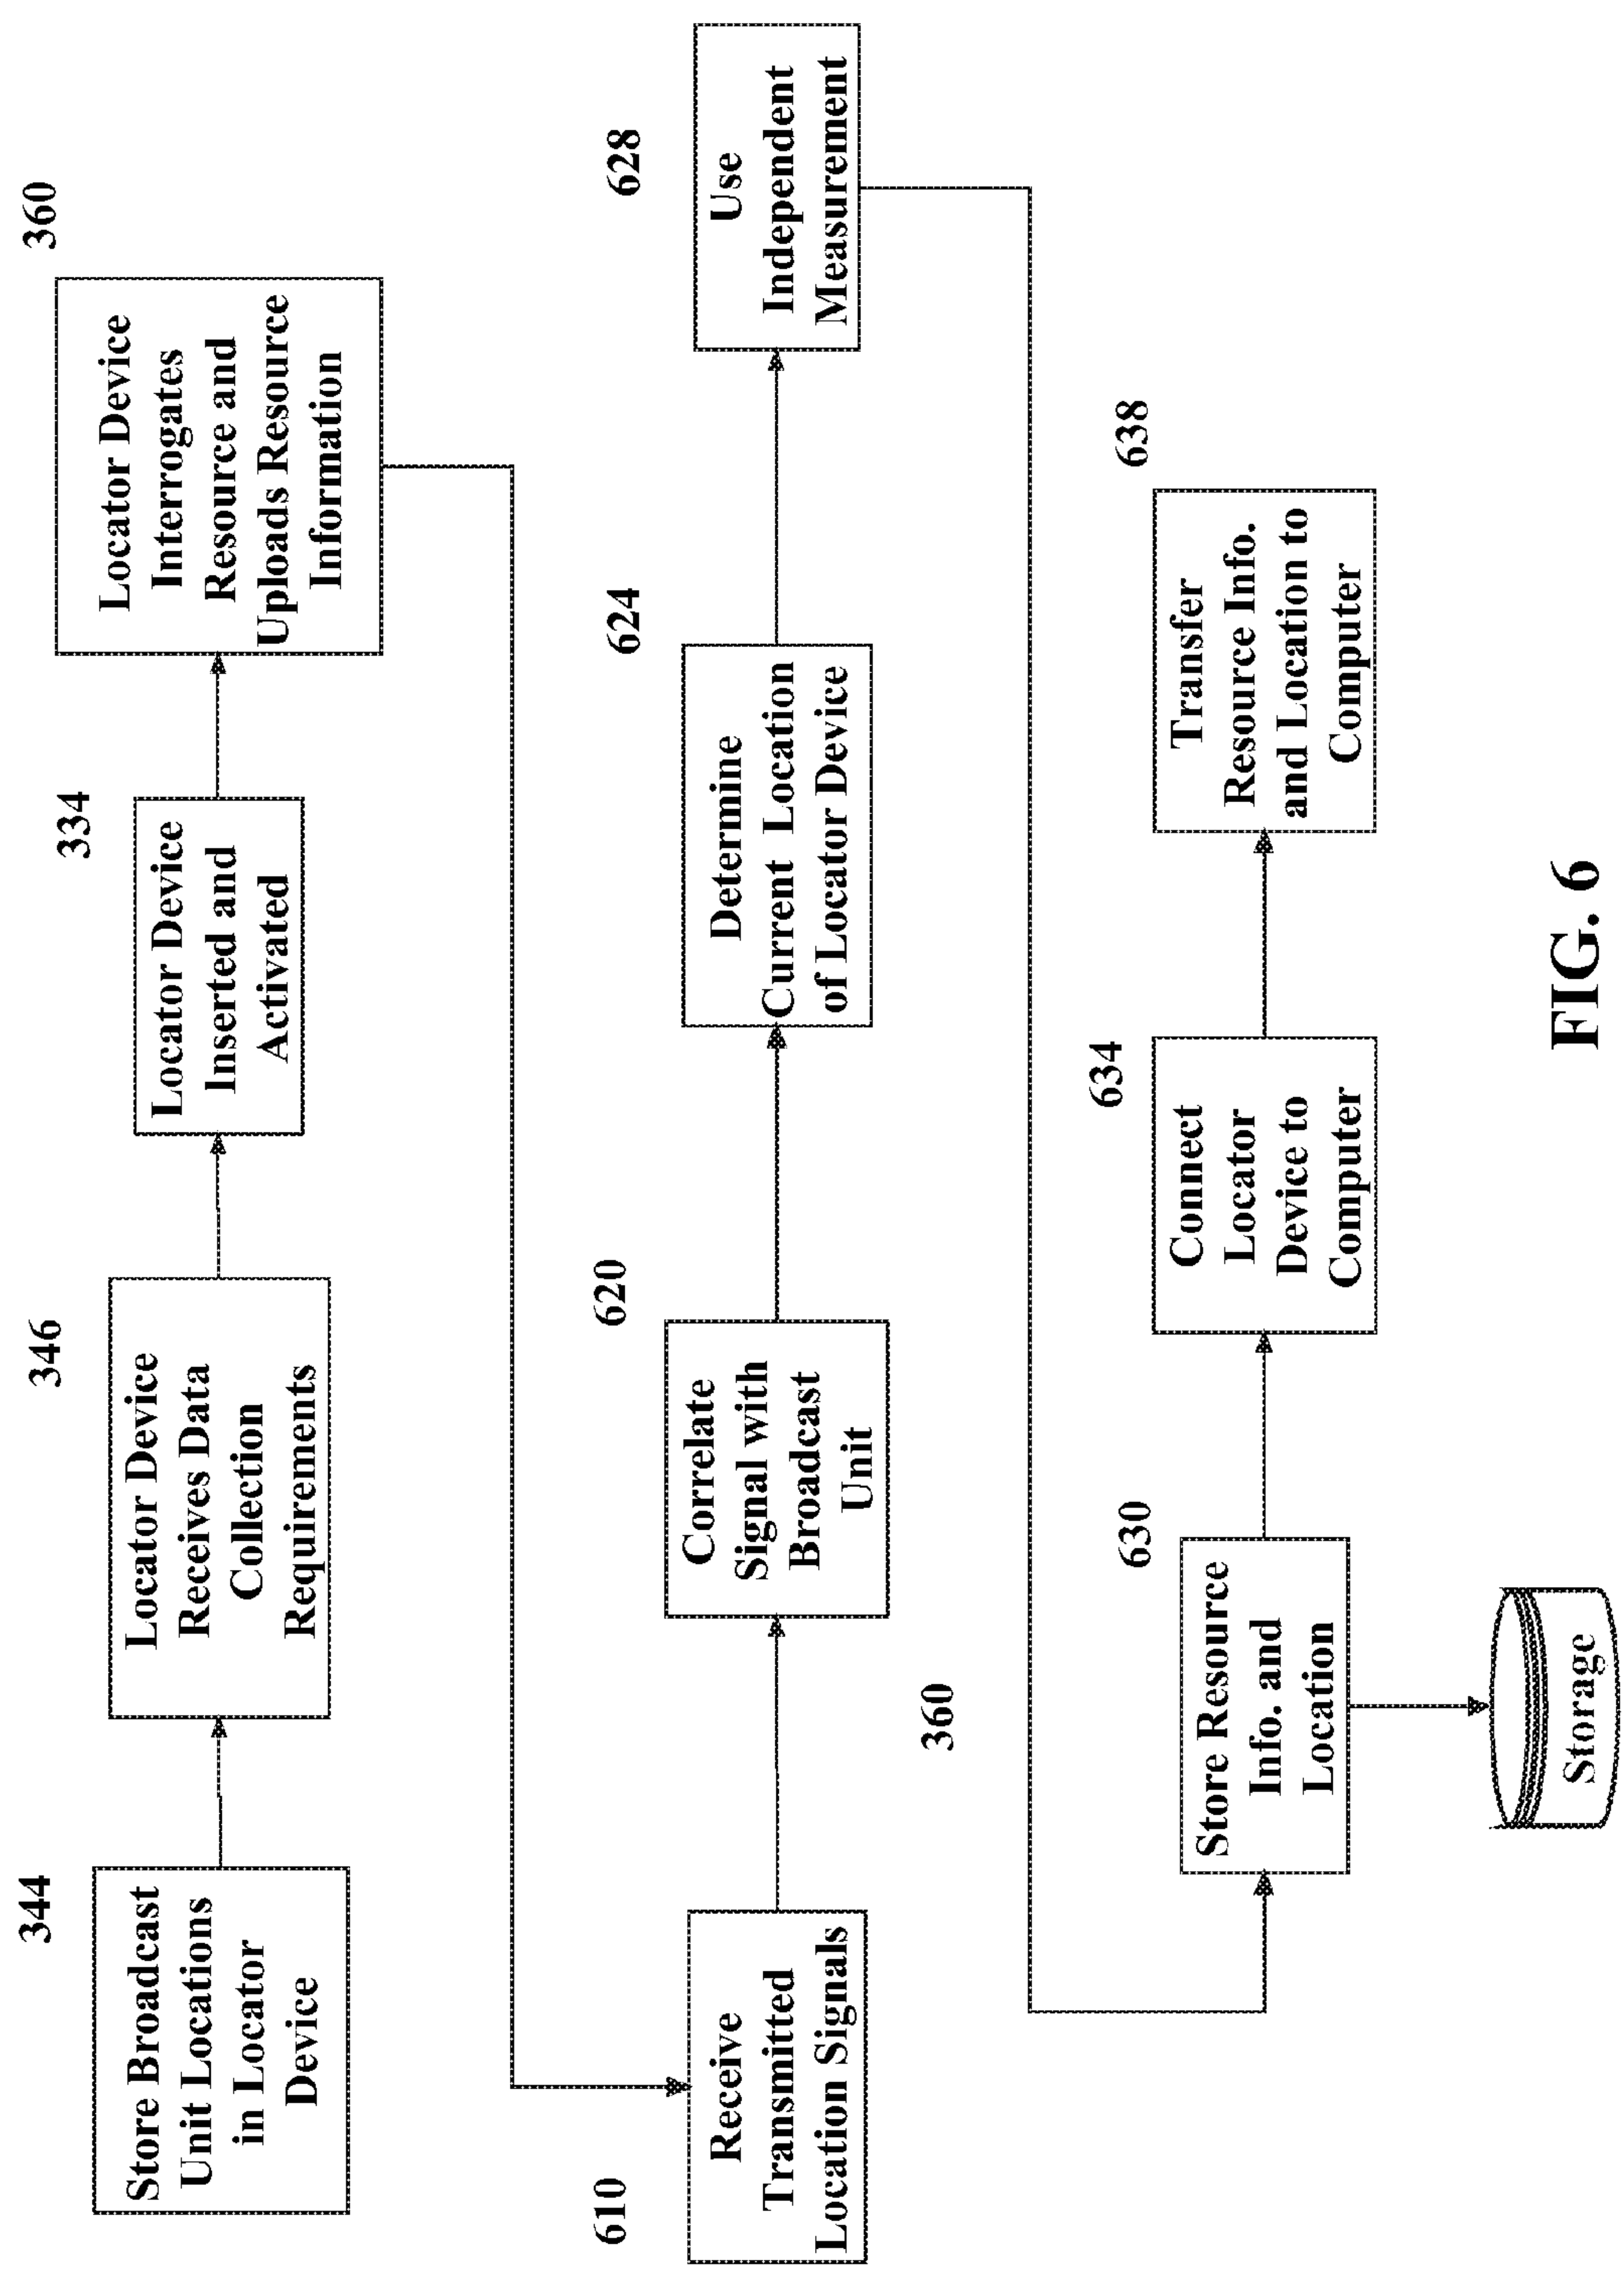 344
Store Broadcast
Unit Locations
in Locator
Device
346
Locator Device
Receives Data
Collection
Requirements
334
Locator Device
Inserted and
Activated
360
Locator Device
Interrogates
Resource and
Uploads Resource
Information
610
Receive
Transmitted
Location Signals
620
Correlate
Signal with
Broadcast
Unit
624
Determine
Current Location
of Locator Device
628
Use
Independent
Measurement
360
630
Store Resource
Info. and
Location
Storage
634
Connect
Locator
Device to
Computer
638
Transfer
Resource Info.
and Location to
Computer
FIG. 6